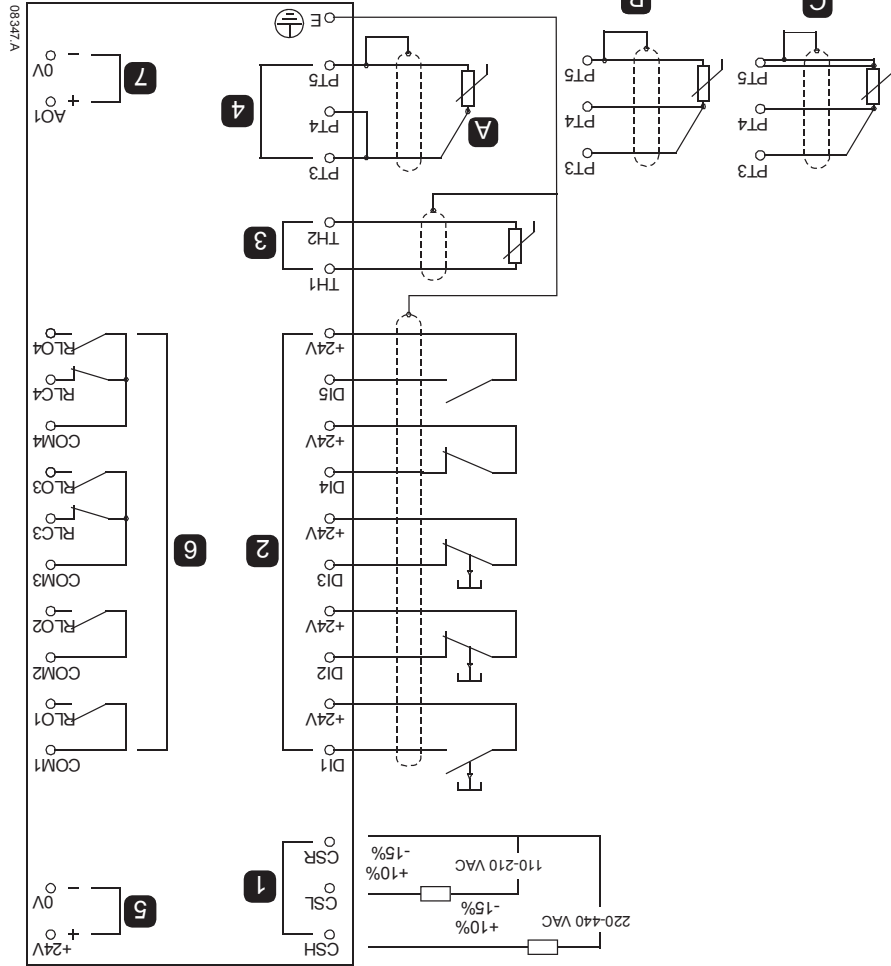 CSH
+24V
220-440 VAC
+10%
-15%
CSL
0V
1
5
110-210 VAC
+10%
-15%
CSR
DI1
COM1
+24V
RLO1
DI2
COM2
+24V
RLO2
DI3
COM3
2
6
+24V
RLC3
DI4
RLO3
+24V
COM4
DI5
RLC4
+24V
RLO4
TH1
3
TH2
C
B
A
PT3
PT3
PT3
PT4
PT4
PT4
4
AO1
+
PT5
PT5
PT5
7
0V
-
E
08347.A